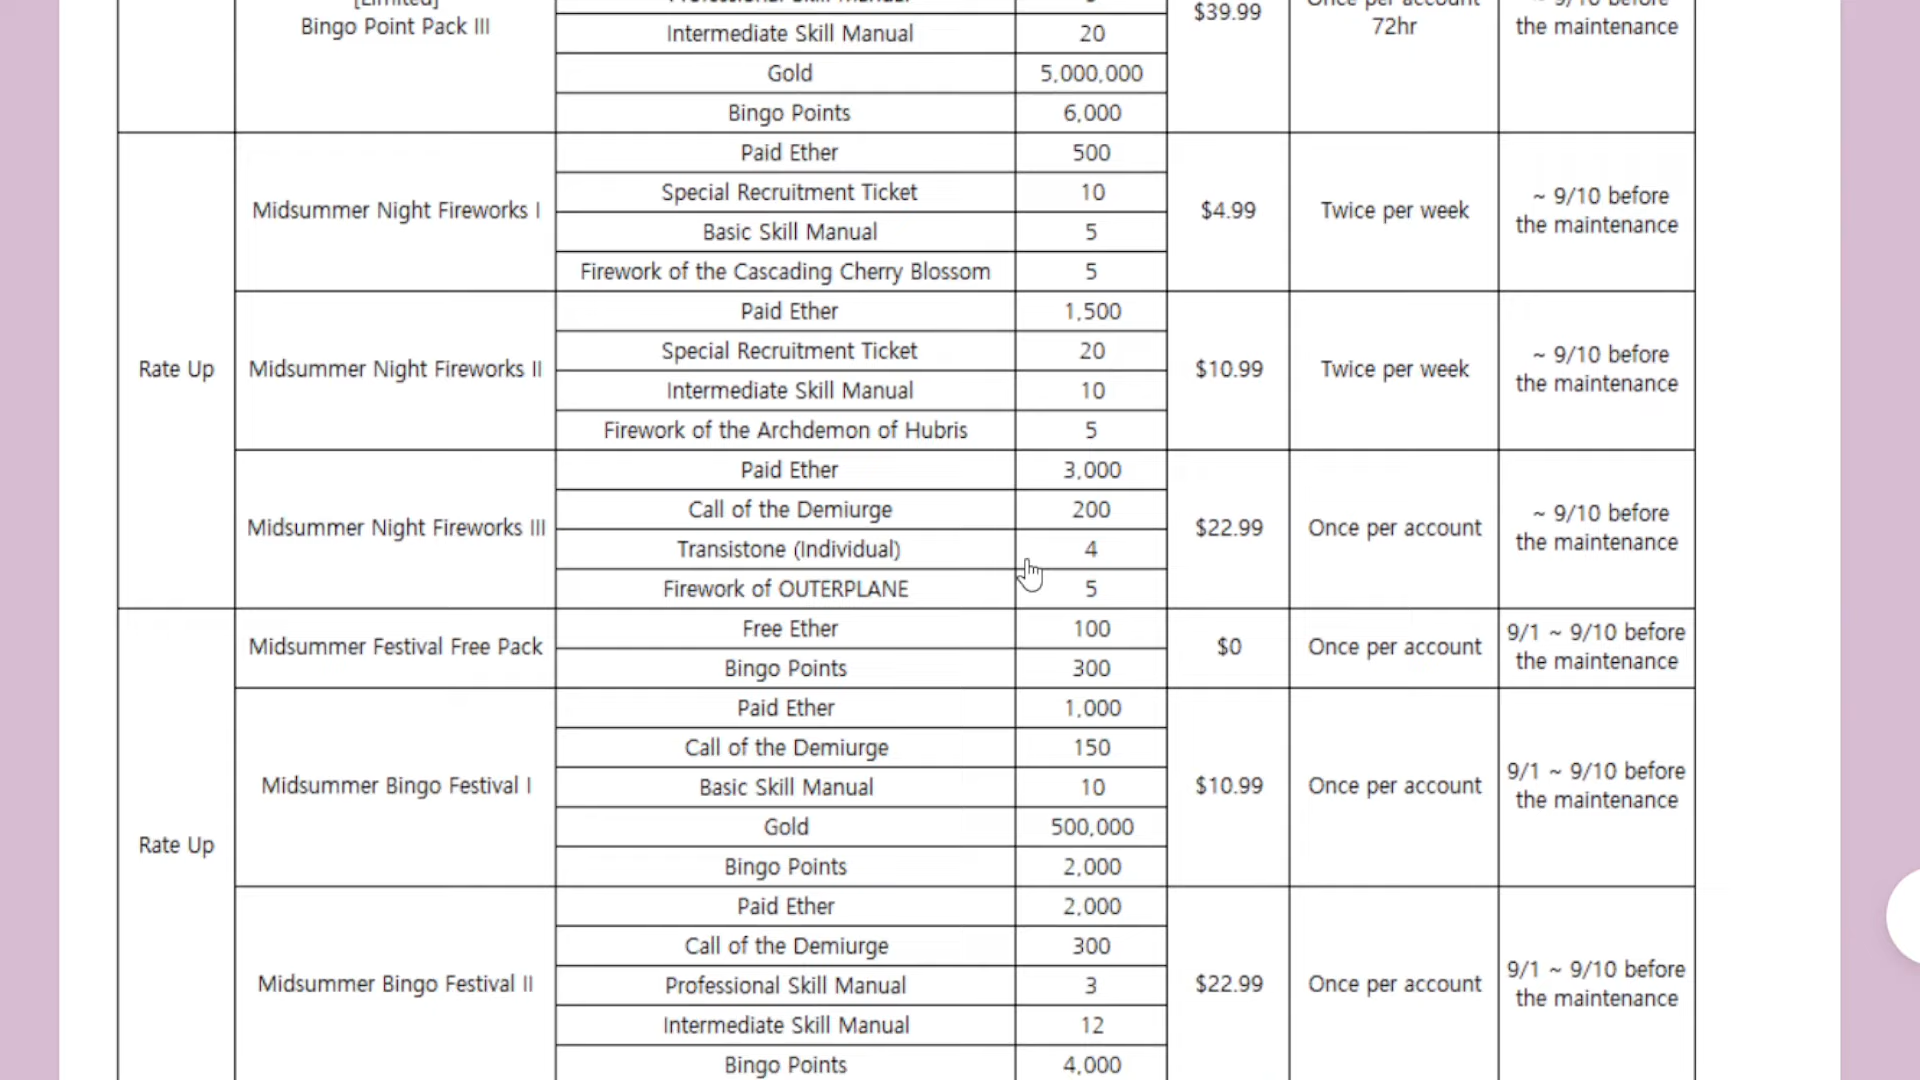 [Limited]
Bingo Point Pack III
Professional Skill Manual
Intermediate Skill Manual
20
Gold
5,000,000
Bingo Points
6,000
$39.99
Once per account
72hr
~ 9/10 before
the maintenance
Rate Up
Midsummer Night Fireworks I
Paid Ether
500
Special Recruitment Ticket
10
Basic Skill Manual
5
Firework of the Cascading Cherry Blossom
5
$4.99
Twice per week
~ 9/10 before
the maintenance
Midsummer Night Fireworks II
Paid Ether
1,500
Special Recruitment Ticket
20
Intermediate Skill Manual
10
Firework of the Archdemon of Hubris
5
$10.99
Twice per week
~ 9/10 before
the maintenance
Midsummer Night Fireworks III
Paid Ether
3,000
Call of the Demiurge
200
Transistone (Individual)
4
Firework of OUTERPLANE
5
$22.99
Once per account
~ 9/10 before
the maintenance
Rate Up
Midsummer Festival Free Pack
Free Ether
100
Bingo Points
300
$0
Once per account
9/1 ~ 9/10 before
the maintenance
Midsummer Bingo Festival I
Paid Ether
1,000
Call of the Demiurge
150
Basic Skill Manual
10
Gold
500,000
Bingo Points
2,000
$10.99
Once per account
9/1 ~ 9/10 before
the maintenance
Midsummer Bingo Festival II
Paid Ether
2,000
Call of the Demiurge
300
Professional Skill Manual
3
Intermediate Skill Manual
12
Bingo Points
4,000
$22.99
Once per account
9/1 ~ 9/10 before
the maintenance